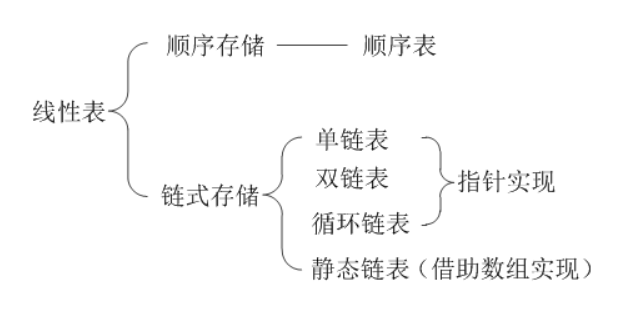 顺序存储 顺序表
线性表
单链表
双链表
链式存储 指针实现
循环链表
静态链表（借助数组实现）